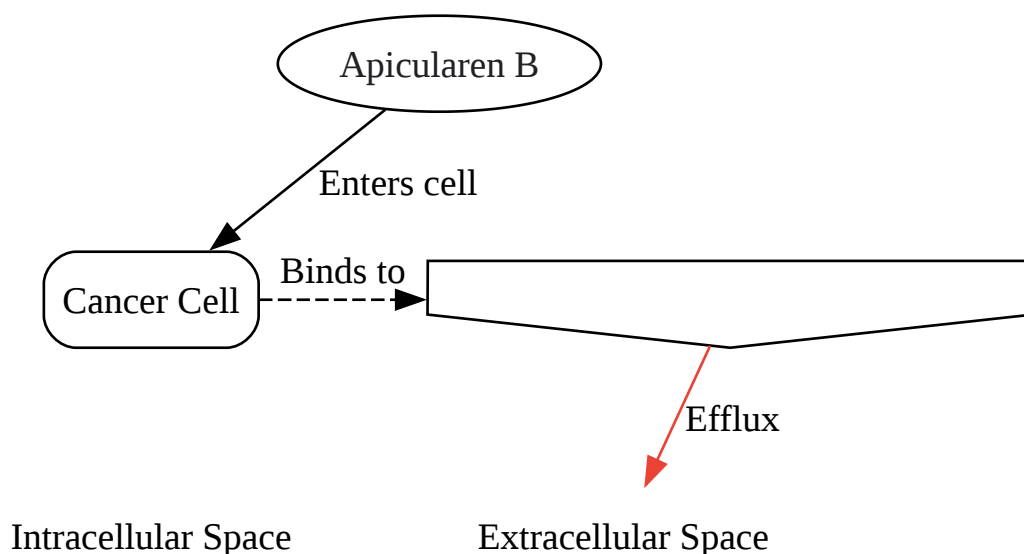 Apicularen B
Enters cell
Binds to
Cancer Cell
Efflux
Intracellular Space
Extracellular Space